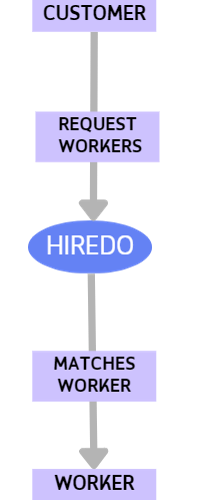 CUSTOMER
REQUEST
WORKERS
HIREDO
MATCHES
WORKER
WORKER